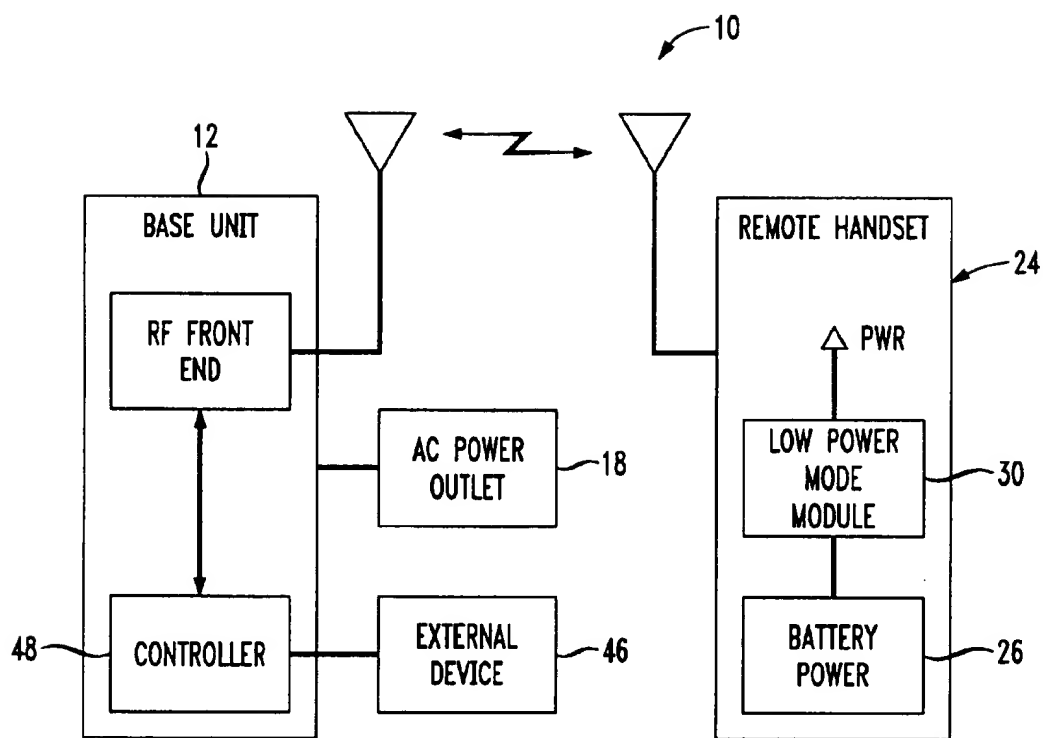 10
12
BASE UNIT
REMOTE HANDSET
24
RF FRONT
END
PWR
AC POWER
OUTLET
18
LOW POWER
MODE
MODULE
30
48
CONTROLLER
EXTERNAL
DEVICE
46
BATTERY
POWER
26